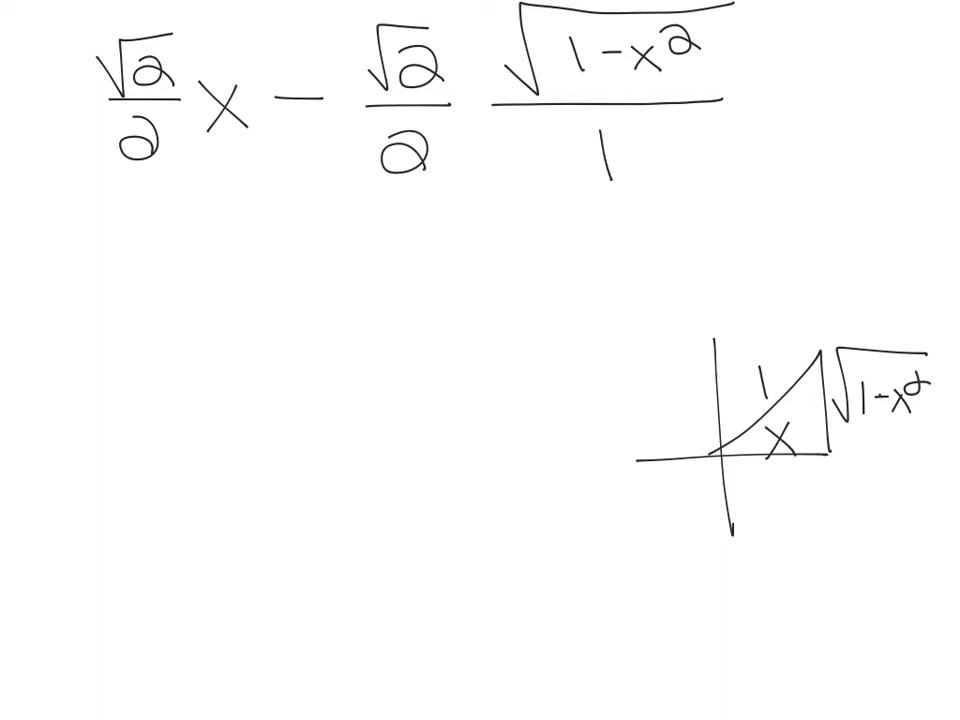 √2/2 x - √2/2 √(1-x²)/1
1
√(1-x²)
x